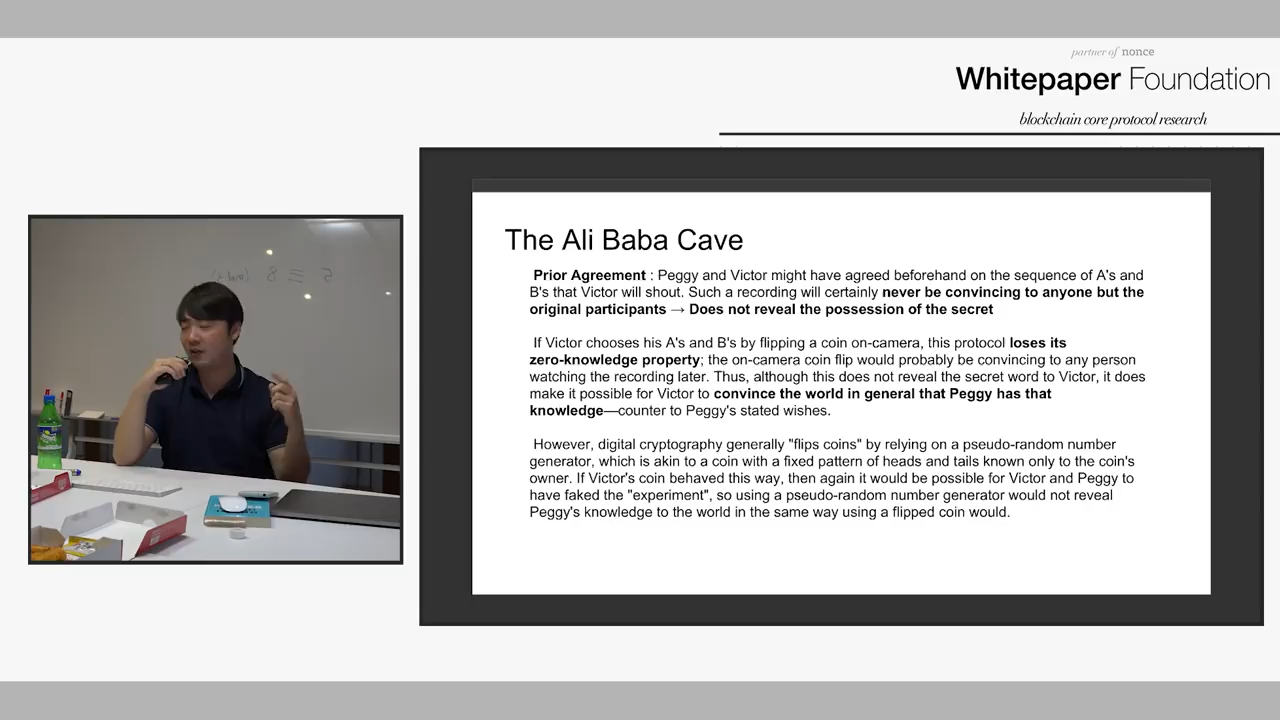 partner of nonce
Whitepaper Foundation
blockchain core protocol research
The Ali Baba Cave
Prior Agreement : Peggy and Victor might have agreed beforehand on the sequence of A's and
B's that Victor will shout. Such a recording will certainly never be convincing to anyone but the
original participants → Does not reveal the possession of the secret
If Victor chooses his A's and B's by flipping a coin on-camera, this protocol loses its
zero-knowledge property; the on-camera coin flip would probably be convincing to any person
watching the recording later. Thus, although this does not reveal the secret word to Victor, it does
make it possible for Victor to convince the world in general that Peggy has that
knowledge—counter to Peggy's stated wishes.
However, digital cryptography generally "flips coins" by relying on a pseudo-random number
generator, which is akin to a coin with a fixed pattern of heads and tails known only to the coin's
owner. If Victor's coin behaved this way, then again it would be possible for Victor and Peggy to
have faked the "experiment", so using a pseudo-random number generator would not reveal
Peggy's knowledge to the world in the same way using a flipped coin would.